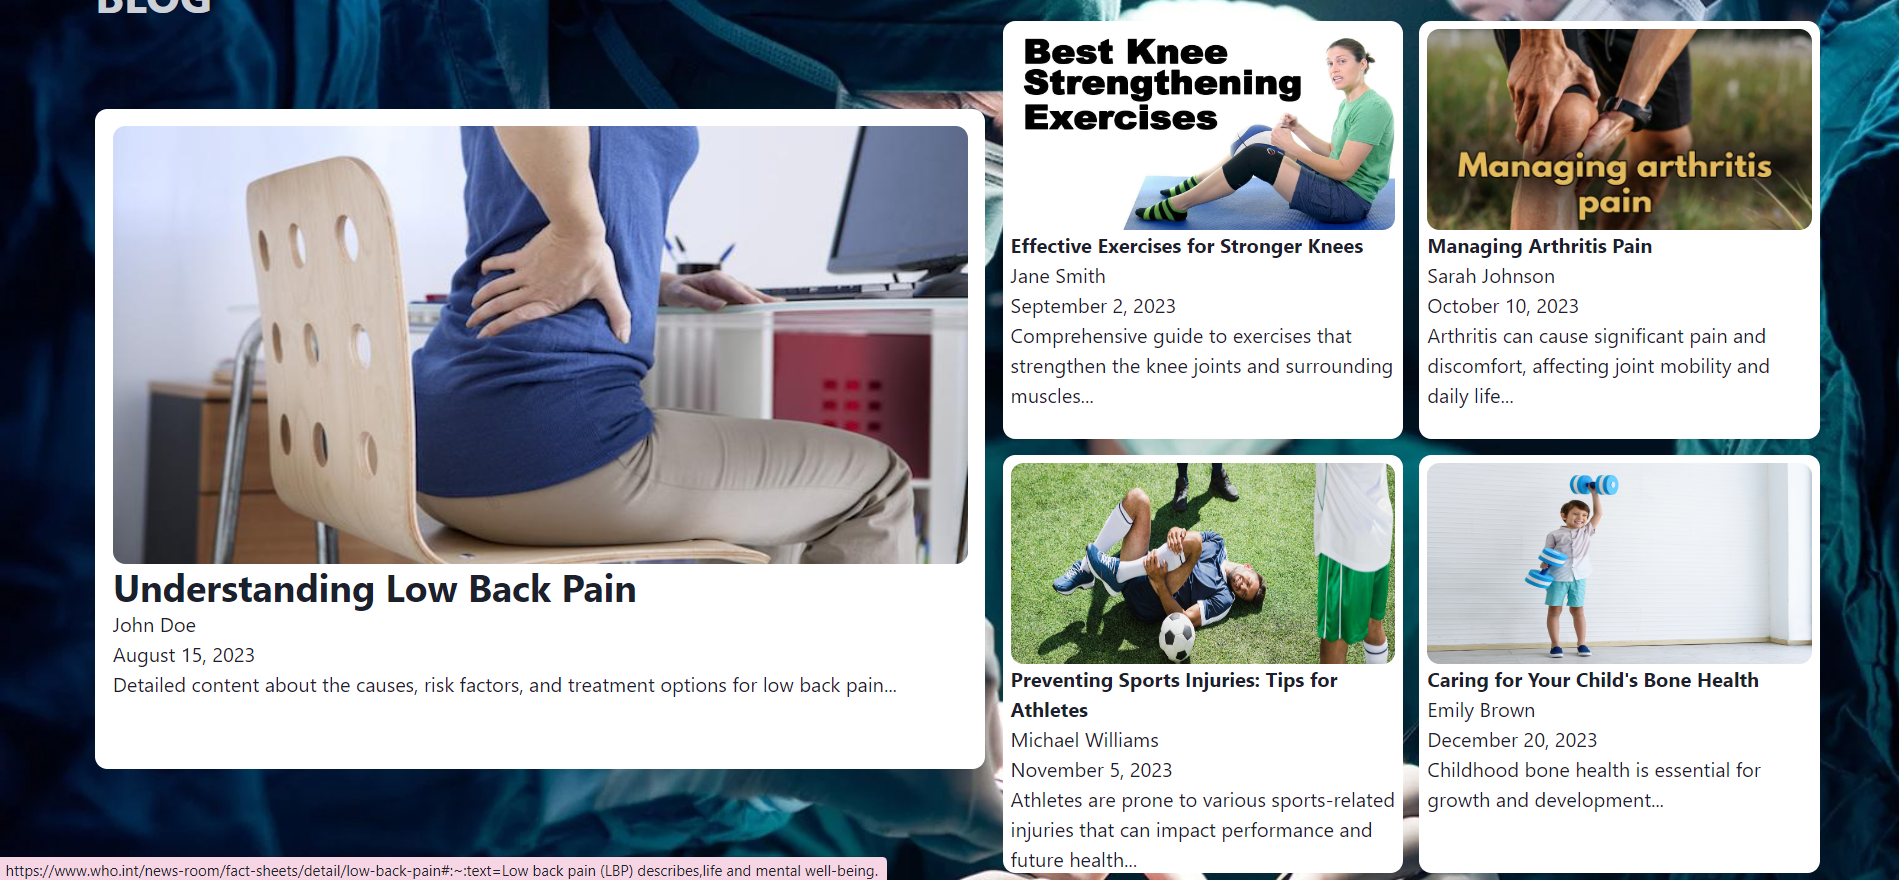 BLOG
Understanding Low Back Pain
John Doe
August 15, 2023
Detailed content about the causes, risk factors, and treatment options for low back pain...
Best Knee
Strengthening
Exercises
Effective Exercises for Stronger Knees
Jane Smith
September 2, 2023
Comprehensive guide to exercises that
strengthen the knee joints and surrounding
muscles...
Managing arthritis
pain
Managing Arthritis Pain
Sarah Johnson
October 10, 2023
Arthritis can cause significant pain and
discomfort, affecting joint mobility and
daily life...
Preventing Sports Injuries: Tips for
Athletes
Michael Williams
November 5, 2023
Athletes are prone to various sports-related
injuries that can impact performance and
future health...
Caring for Your Child's Bone Health
Emily Brown
December 20, 2023
Childhood bone health is essential for
growth and development...
https://www.who.int/news-room/fact-sheets/detail/low-back-pain#:~:text=Low back pain (LBP) describes,life and mental well-being.